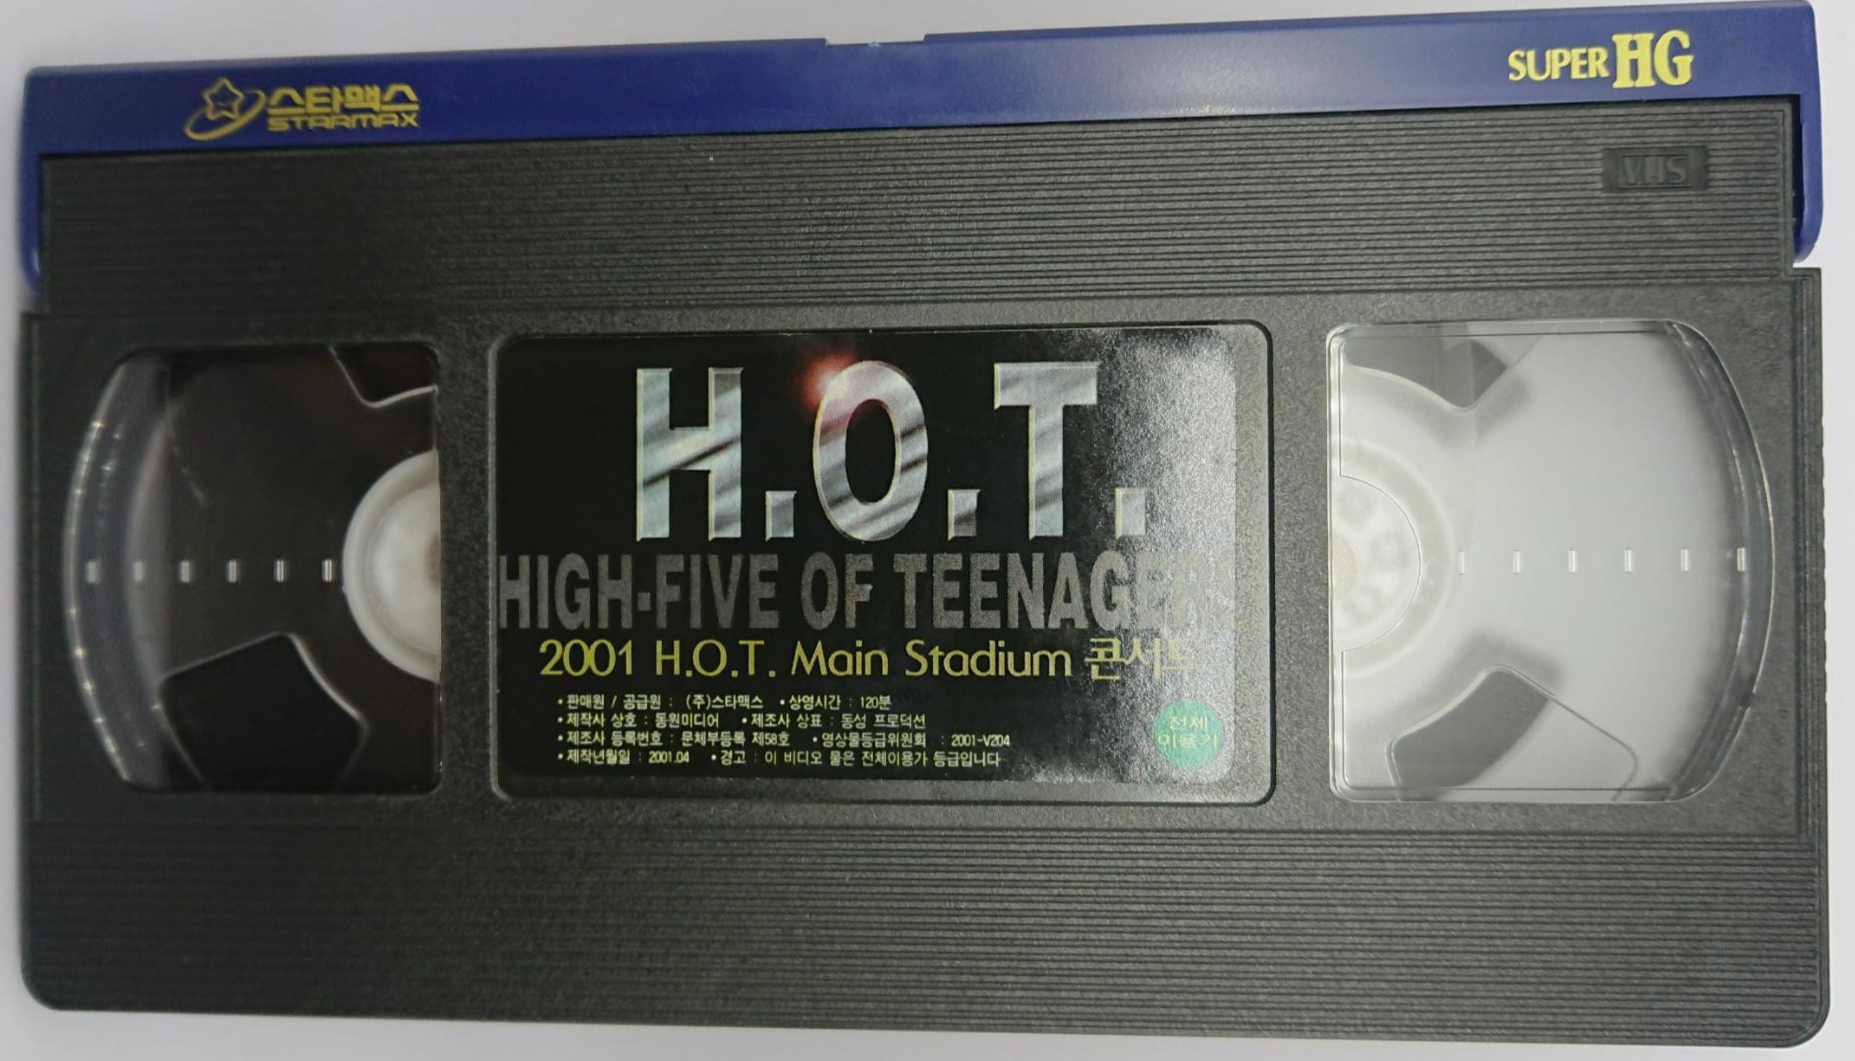 스타맥스
STARMAX
SUPER HG
VHS
H.O.T.
HIGH-FIVE OF TEENAGERS
2001 H.O.T. Main Stadium 콘서트
• 판매원 / 공급원 : (주)스타맥스 • 상영시간 : 120분
• 제작사 상호 : 동원미디어 • 제조사 상표 : 동성 프로덕션
• 제조사 등록번호 : 문체부등록 제58호 • 영상물등급위원회 : 2001-V204
• 제작년월일 : 2001.04 • 경고 : 이 비디오 물은 전체이용가 등급입니다
전체
이용가